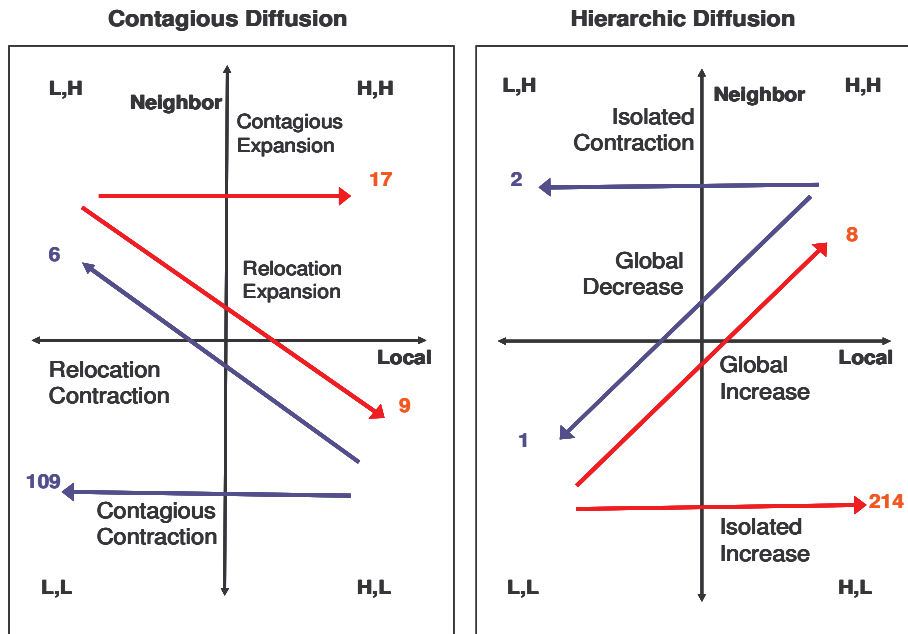 Contagious Diffusion
L,H
H,H
Neighbor
Contagious
Expansion
17
6
Relocation
Expansion
Local
Relocation
Contraction
9
109
Contagious
Contraction
L,L
H,L
Hierarchic Diffusion
L,H
H,H
Neighbor
Isolated
Contraction
2
8
Global
Decrease
Local
Global
Increase
1
214
Isolated
Increase
L,L
H,L